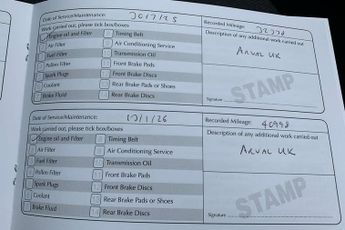 Date of Service/Maintenance: Recorded Mileage:
Work carried out, please tick box/boxes
Engine oil and Filter Timing Belt Description of any additional work carried out
Air Filter Air Conditioning Service
Fuel Filter Transmission Oil ARVAL UK
Pollen Filter Front Brake Pads
Spark Plugs Front Brake Discs
Coolant Rear Brake Pads or Shoes
Brake Fluid Rear Brake Discs
Signature STAMP
Date of Service/Maintenance: 13/1/26 Recorded Mileage:
Work carried out, please tick box/boxes
Engine oil and Filter Timing Belt Description of any additional work carried out
Air Filter Air Conditioning Service
Fuel Filter Transmission Oil ARVAL UK
Pollen Filter Front Brake Pads
Spark Plugs Front Brake Discs
Coolant Rear Brake Pads or Shoes
Brake Fluid Rear Brake Discs
Signature STAMP